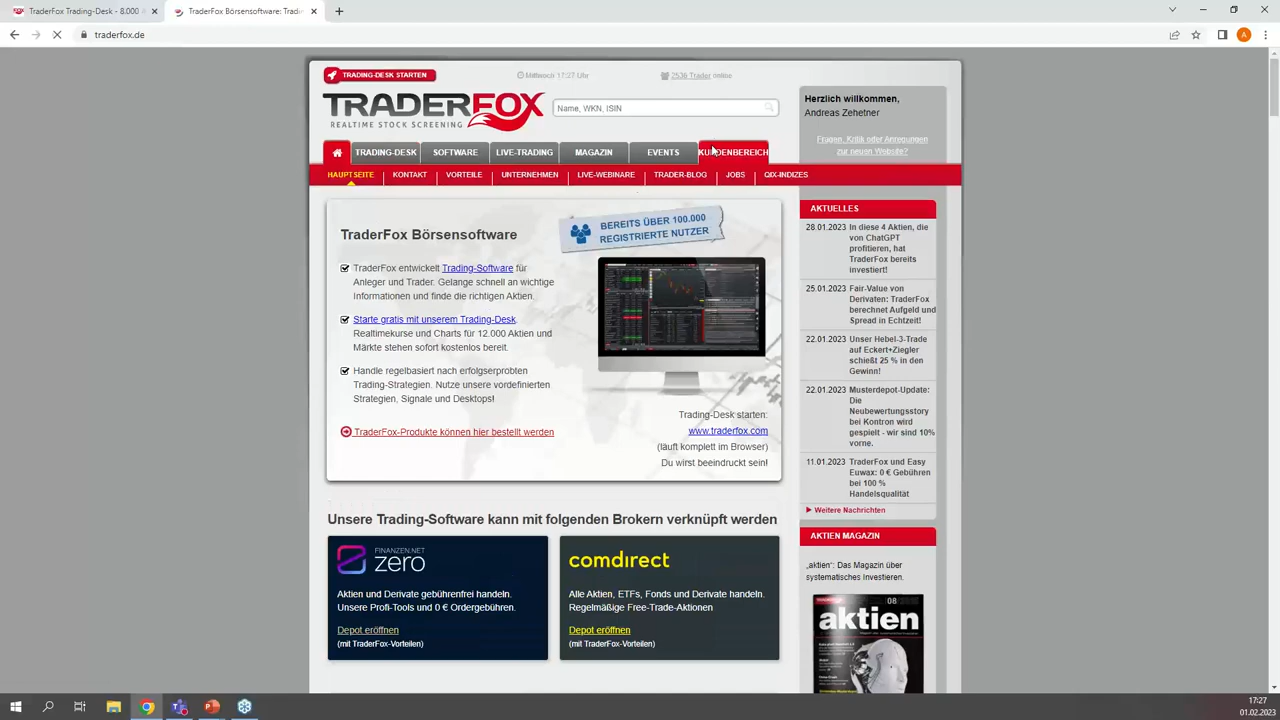 TraderFox Trading-Desk - 8.000 A
TraderFox Börsensoftware: Tradi
traderfox.de
A
TRADING-DESK STARTEN
Mittwoch 17:27 Uhr
2536 Trader online
TRADERFOX
REALTIME STOCK SCREENING
Name, WKN, ISIN
Herzlich willkommen,
Andreas Zehetner
Fragen, Kritik oder Anregungen
zur neuen Website?
TRADING-DESK
SOFTWARE
LIVE-TRADING
MAGAZIN
EVENTS
KUNDENBEREICH
HAUPTSEITE
KONTAKT
VORTEILE
UNTERNEHMEN
LIVE-WEBINARE
TRADER-BLOG
JOBS
QIX-INDIZES
TraderFox Börsensoftware
BEREITS ÜBER 100.000
REGISTRIERTE NUTZER
TraderFox entwickelt Trading-Software für
Anleger und Trader. Gelange schnell an wichtige
Informationen und finde die richtigen Aktien.
Starte gratis mit unserem Trading-Desk.
Realtimekurse und Charts für 12.000 Aktien und
Märkte stehen sofort kostenlos bereit.
Handle regelbasiert nach erfolgserprobten
Trading-Strategien. Nutze unsere vordefinierten
Strategien, Signale und Desktops!
TraderFox-Produkte können hier bestellt werden
Trading-Desk starten:
www.traderfox.com
(läuft komplett im Browser)
Du wirst beeindruckt sein!
AKTUELLES
28.01.2023 In diese 4 Aktien, die
von ChatGPT
profitieren, hat
TraderFox bereits
investiert!
25.01.2023 Fair-Value von
Derivaten: TraderFox
berechnet Aufgeld und
Spread in Echtzeit!
22.01.2023 Unser Hebel-3-Trade
auf Eckert+Ziegler
schießt 25 % in den
Gewinn!
22.01.2023 Musterdepot-Update:
Die
Neubewertungsstory
bei Kontron wird
gespielt - wir sind 10%
vorne.
11.01.2023 TraderFox und Easy
Euwax: 0 € Gebühren
bei 100 %
Handelsqualität
Weitere Nachrichten
Unsere Trading-Software kann mit folgenden Brokern verknüpft werden
FINANZEN.NET
zero
Aktien und Derivate gebührenfrei handeln.
Unsere Profi-Tools und 0 € Ordergebühren.
Depot eröffnen
(mit TraderFox-Vorteilen)
comdirect
Alle Aktien, ETFs, Fonds und Derivate handeln.
Regelmäßige Free-Trade-Aktionen
Depot eröffnen
(mit TraderFox-Vorteilen)
AKTIEN MAGAZIN
„aktien“: Das Magazin über
systematisches Investieren.
aktien
17:27
01.02.2023